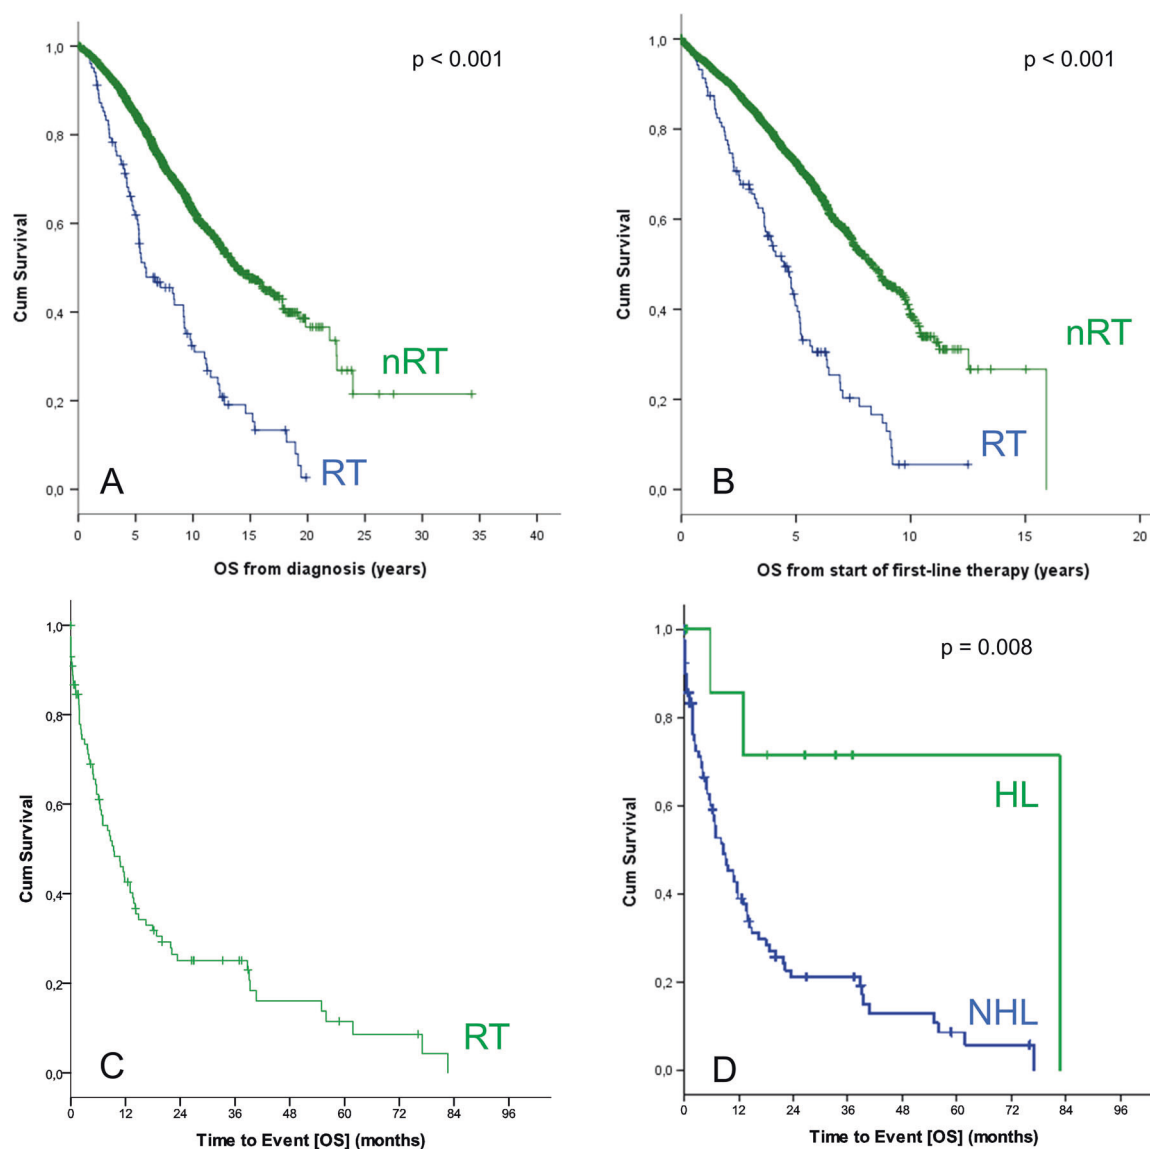 p < 0.001
1,0
0,8
0,6
0,4
0,2
0,0
Cum Survival
nRT
RT
A
0 5 10 15 20 25 30 35 40
OS from diagnosis (years)
p < 0.001
1,0
0,8
0,6
0,4
0,2
0,0
Cum Survival
nRT
RT
B
0 5 10 15 20
OS from start of first-line therapy (years)
1,0
0,8
0,6
0,4
0,2
0,0
Cum Survival
RT
C
0 12 24 36 48 60 72 84 96
Time to Event [OS] (months)
p = 0.008
1,0
0,8
0,6
0,4
0,2
0,0
Cum Survival
HL
NHL
D
0 12 24 36 48 60 72 84 96
Time to Event [OS] (months)